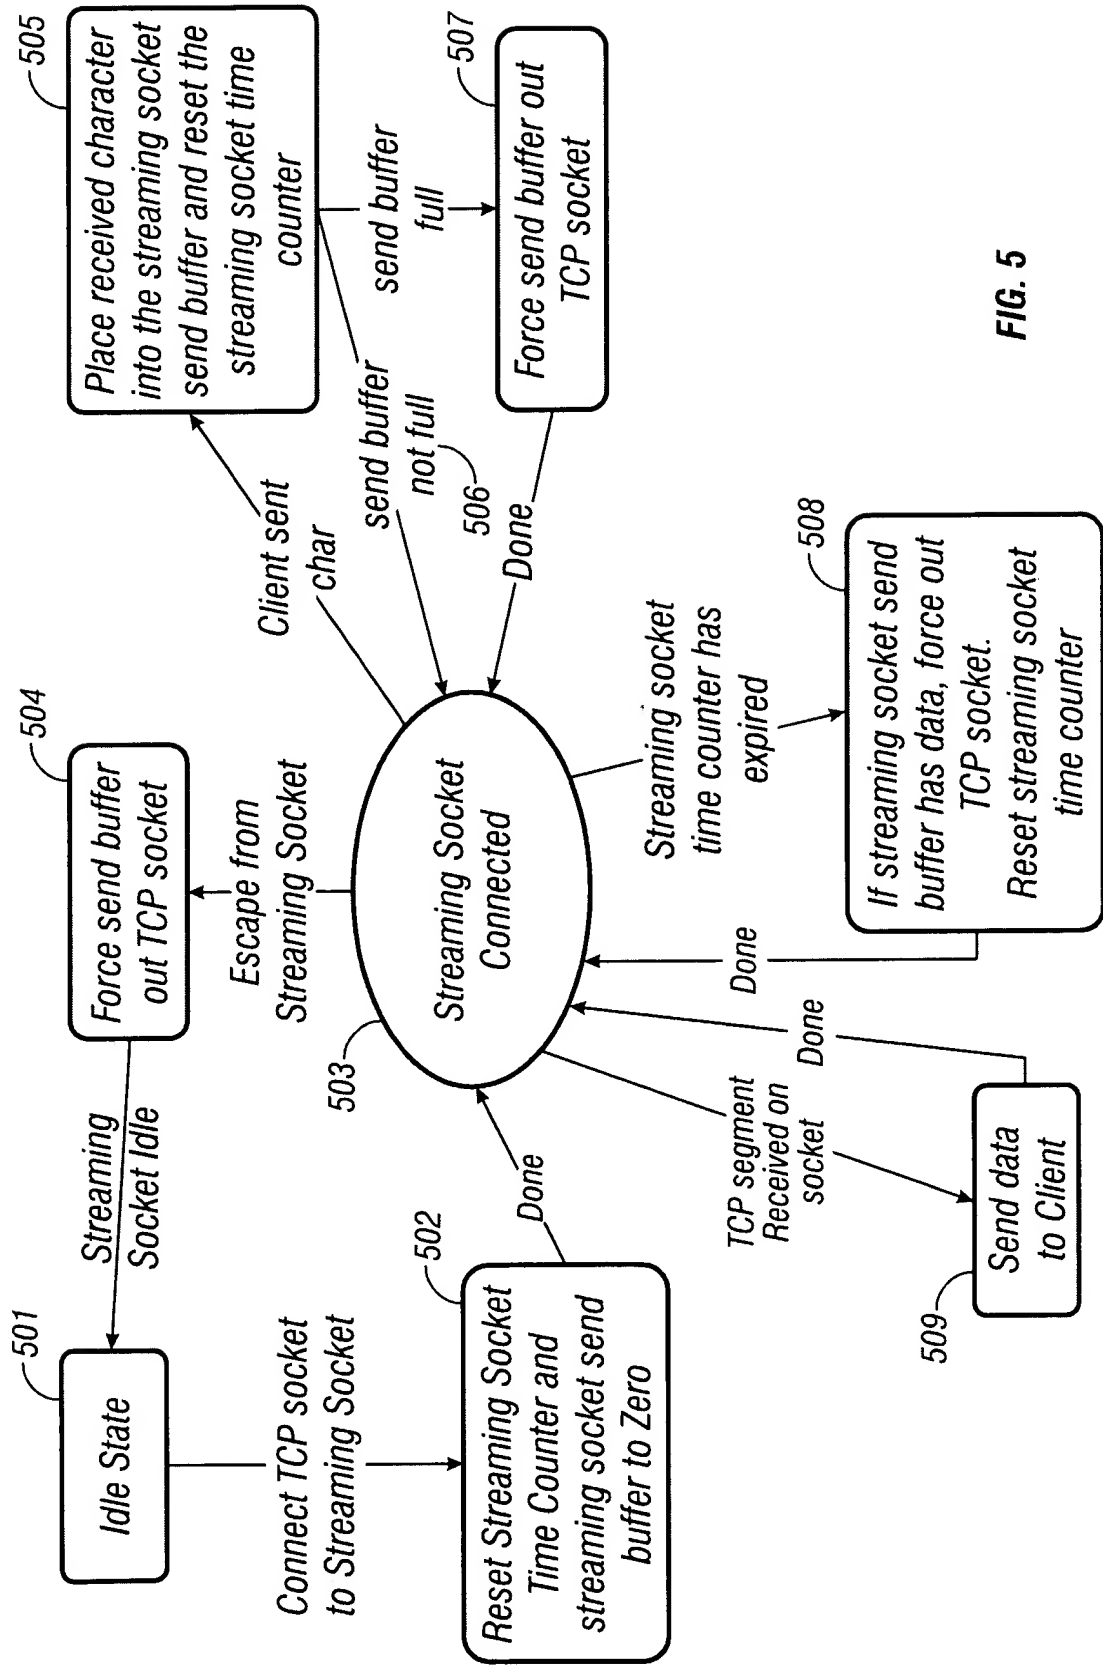 501
Idle State
Connect TCP socket
to Streaming Socket
502
Reset Streaming Socket
Time Counter and
streaming socket send
buffer to Zero
Done
Streaming
Socket Idle
504
Force send buffer
out TCP socket
Escape from
Streaming Socket
503
Streaming Socket
Connected
505
Place received character
into the streaming socket
send buffer and reset the
streaming socket time
counter
Client sent
char
send buffer
not full
506
send buffer
full
507
Force send buffer out
TCP socket
Done
Streaming socket
time counter has
expired
508
If streaming socket send
buffer has data, force out
TCP socket.
Reset streaming socket
time counter
Done
Done
TCP segment
Received on
socket
509
Send data
to Client
FIG. 5